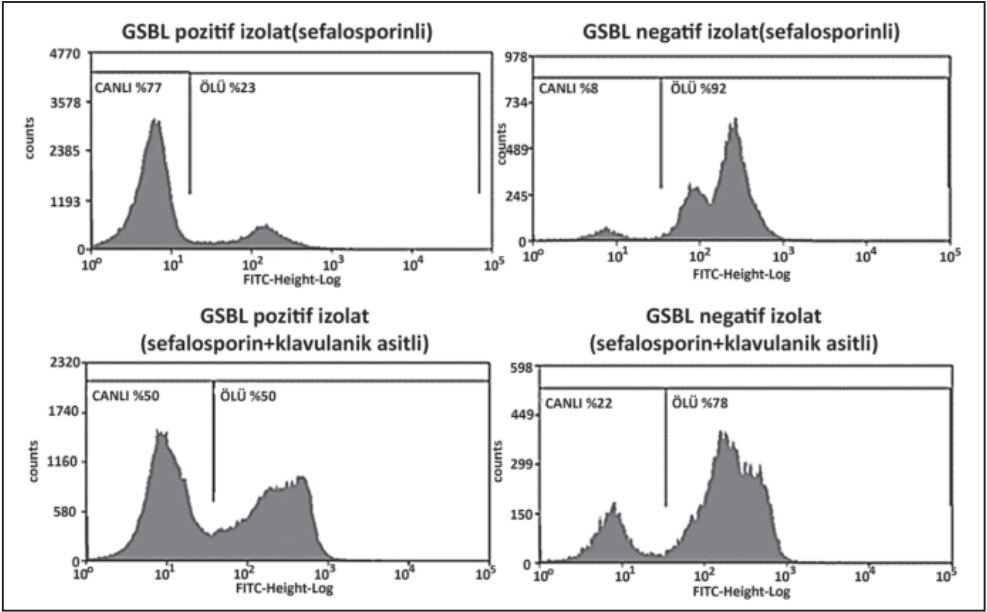 GSBL pozitif izolat(sefalosporinli)
4770
3578
2385
1193
0
counts
CANLI %77
ÖLÜ %23
10⁰ 10¹ 10² 10³ 10⁴ 10⁵
FITC-Height-Log
GSBL negatif izolat(sefalosporinli)
978
734
489
245
0
counts
CANLI %8
ÖLÜ %92
10⁰ 10¹ 10² 10³ 10⁴ 10⁵
FITC-Height-Log
GSBL pozitif izolat
(sefalosporin+klavulanik asitli)
2320
1740
1160
580
0
counts
CANLI %50
ÖLÜ %50
10⁰ 10¹ 10² 10³ 10⁴ 10⁵
FITC-Height-Log
GSBL negatif izolat
(sefalosporin+klavulanik asitli)
598
449
299
150
0
counts
CANLI %22
ÖLÜ %78
10⁰ 10¹ 10² 10³ 10⁴ 10⁵
FITC-Height-Log